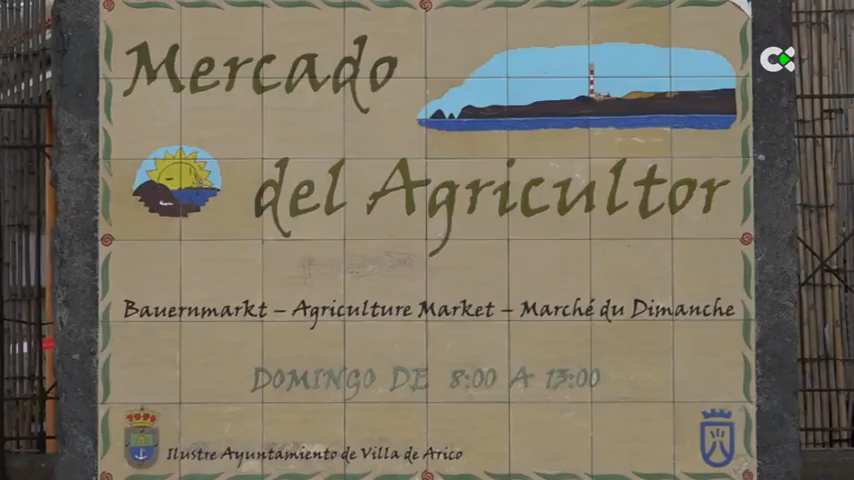 Mercado
del Agricultor
Bauernmarkt – Agriculture Market – Marché du Dimanche
DOMINGO DE 8:00 A 13:00
Ilustre Ayuntamiento de Villa de Arico